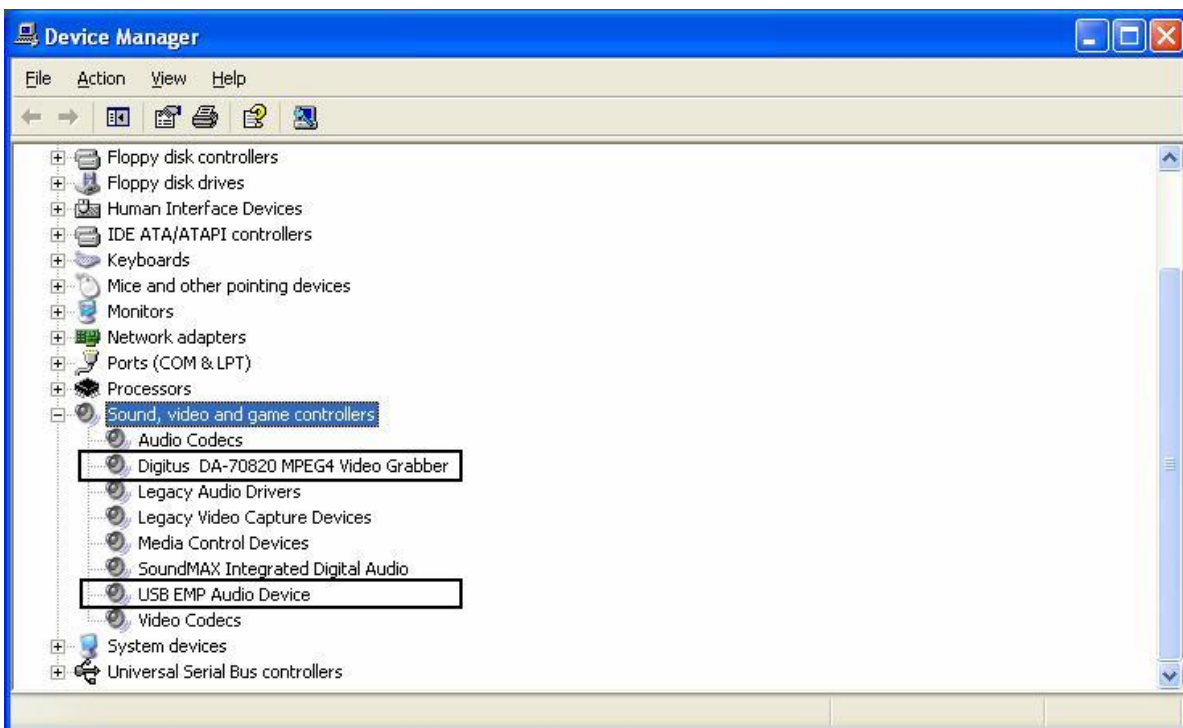 Device Manager
File Action View Help
Floppy disk controllers
Floppy disk drives
Human Interface Devices
IDE ATA/ATAPI controllers
Keyboards
Mice and other pointing devices
Monitors
Network adapters
Ports (COM & LPT)
Processors
Sound, video and game controllers
Audio Codecs
Digitus DA-70820 MPEG4 Video Grabber
Legacy Audio Drivers
Legacy Video Capture Devices
Media Control Devices
SoundMAX Integrated Digital Audio
USB EMP Audio Device
Video Codecs
System devices
Universal Serial Bus controllers